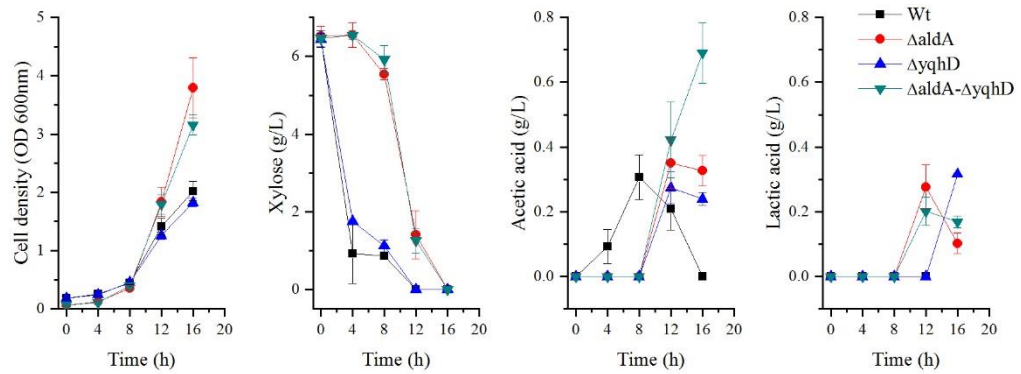 Cell density (OD 600nm)
5
4
3
2
1
0
0 4 8 12 16 20
Time (h)
Xylose (g/L)
6
4
2
0
0 4 8 12 16 20
Time (h)
Acetic acid (g/L)
0.8
0.6
0.4
0.2
0.0
0 4 8 12 16 20
Time (h)
Lactic acid (g/L)
0.8
0.6
0.4
0.2
0.0
0 4 8 12 16 20
Time (h)
Wt
ΔaldA
ΔyqhD
ΔaldA-ΔyqhD